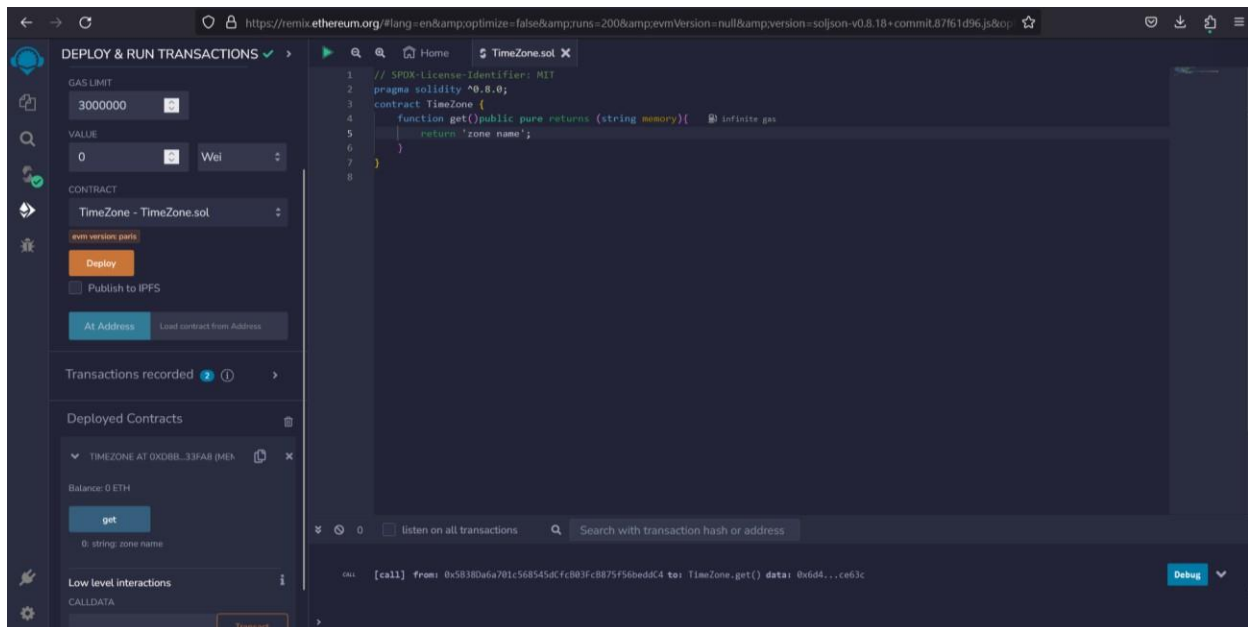 https://remix.ethereum.org/#lang=en&amp;optimize=false&amp;runs=200&amp;evmVersion=null&amp;version=soljson-v0.8.18+commit.87f61d96.js&op
DEPLOY & RUN TRANSACTIONS
GAS LIMIT
3000000
VALUE
0 Wei
CONTRACT
TimeZone - TimeZone.sol
evm version: paris
Deploy
Publish to IPFS
At Address Load contract from Address
Transactions recorded 2 i
Deployed Contracts
TIMEZONE AT 0XD8B...33FA8 (MEM
Balance: 0 ETH
get
0: string: zone name
Low level interactions i
CALLDATA
Transact
Home TimeZone.sol
1 // SPDX-License-Identifier: MIT
2 pragma solidity ^0.8.0;
3 contract TimeZone {
4 function get()public pure returns (string memory){ infinite gas
5 return 'zone name';
6 }
7 }
8
0 listen on all transactions Search with transaction hash or address
CALL [call] from: 0x5B38Da6a701c568545dCfcB03FcB875f56beddC4 to: TimeZone.get() data: 0x6d4...ce63c
Debug
>